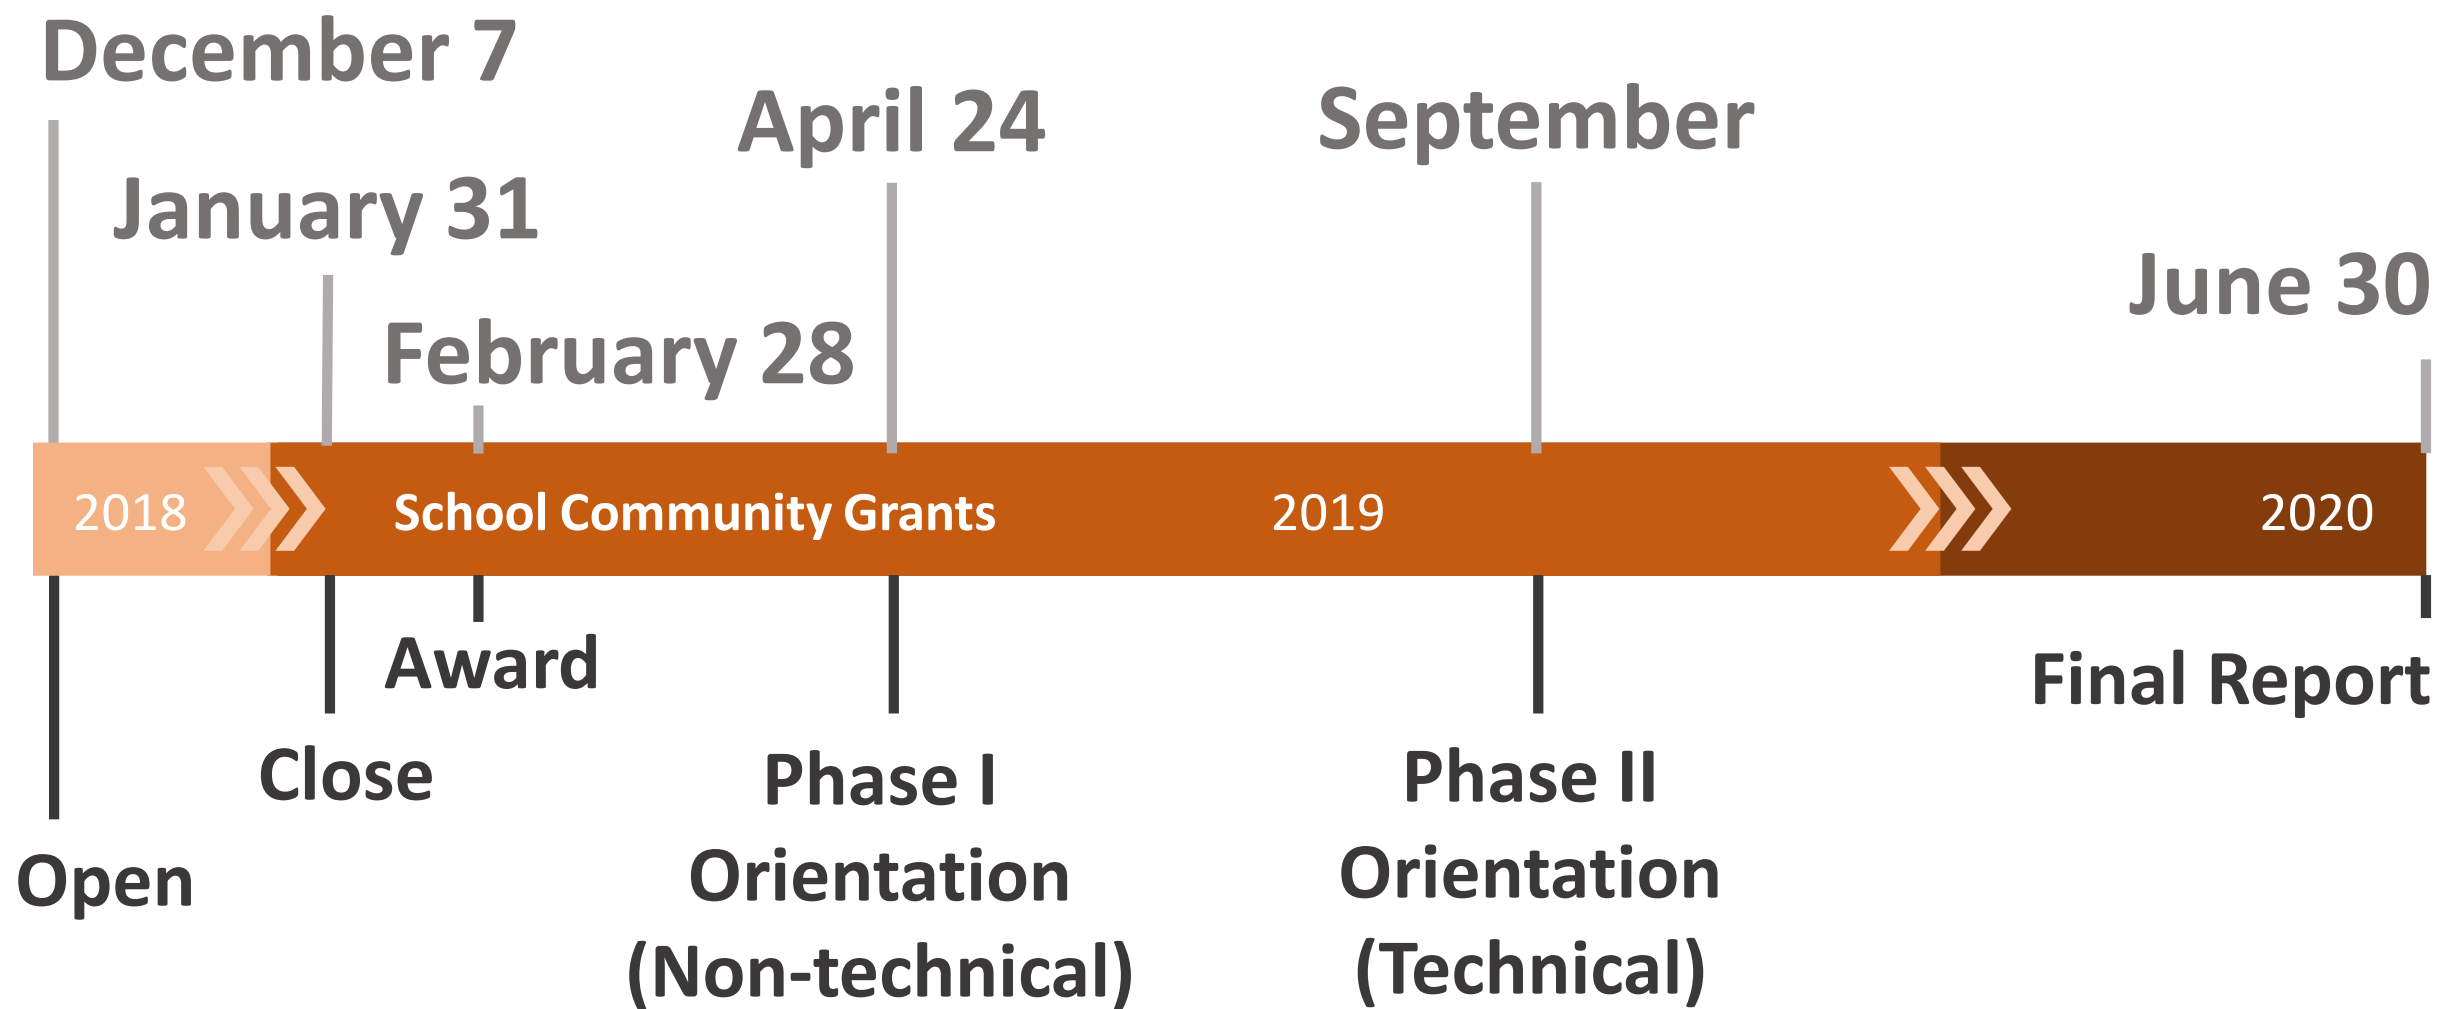 December 7
January 31
February 28
April 24
September
June 30
2018
School Community Grants
2019
2020
Open
Close
Award
Phase I
Orientation
(Non-technical)
Phase II
Orientation
(Technical)
Final Report